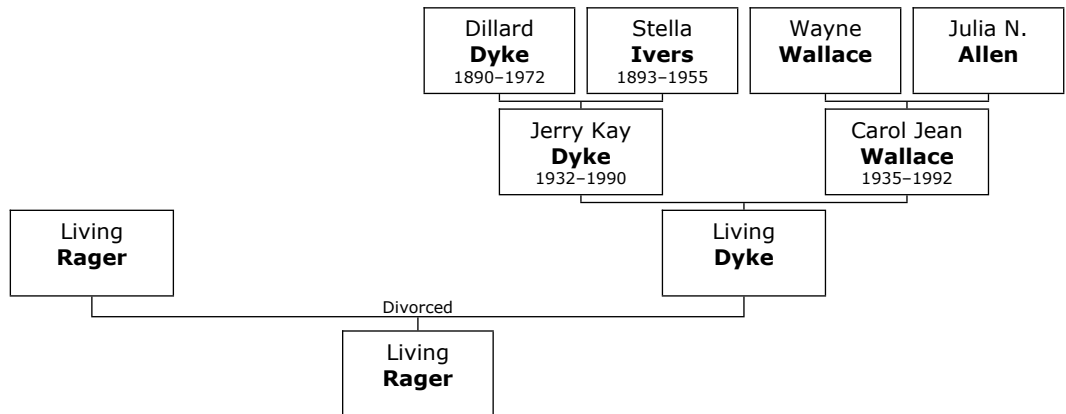 Dillard
Dyke
1890–1972
Stella
Ivers
1893–1955
Wayne
Wallace
Julia N.
Allen
Jerry Kay
Dyke
1932–1990
Carol Jean
Wallace
1935–1992
Living
Rager
Living
Dyke
Divorced
Living
Rager